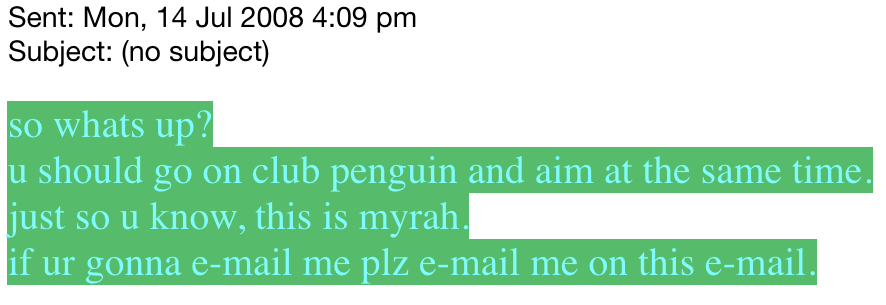 Sent: Mon, 14 Jul 2008 4:09 pm
Subject: (no subject)
so whats up?
u should go on club penguin and aim at the same time.
just so u know, this is myrah.
if ur gonna e-mail me plz e-mail me on this e-mail.